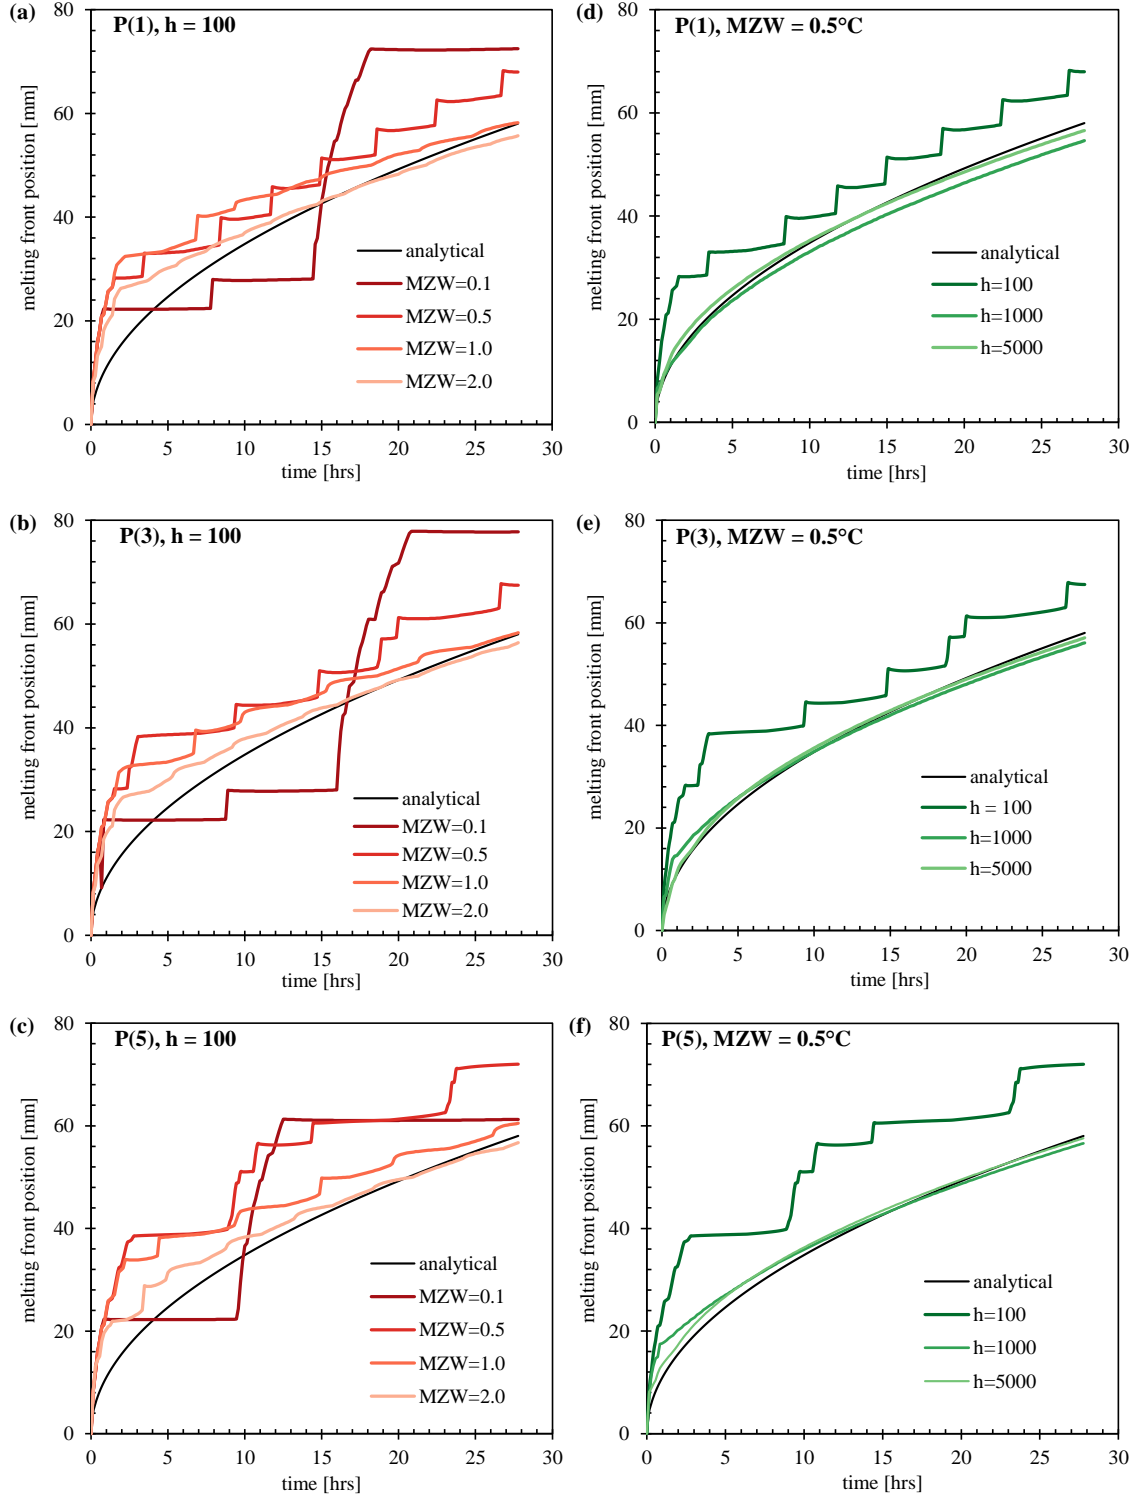 (a)
P(1), h = 100
melting front position [mm]
80
60
40
20
0
analytical
MZW=0.1
MZW=0.5
MZW=1.0
MZW=2.0
0 5 10 15 20 25 30
time [hrs]
(d)
P(1), MZW = 0.5°C
melting front position [mm]
80
60
40
20
0
analytical
h=100
h=1000
h=5000
0 5 10 15 20 25 30
time [hrs]
(b)
P(3), h = 100
melting front position [mm]
80
60
40
20
0
analytical
MZW=0.1
MZW=0.5
MZW=1.0
MZW=2.0
0 5 10 15 20 25 30
time [hrs]
(e)
P(3), MZW = 0.5°C
melting front position [mm]
80
60
40
20
0
analytical
h = 100
h=1000
h=5000
0 5 10 15 20 25 30
time [hrs]
(c)
P(5), h = 100
melting front position [mm]
80
60
40
20
0
analytical
MZW=0.1
MZW=0.5
MZW=1.0
MZW=2.0
0 5 10 15 20 25 30
time [hrs]
(f)
P(5), MZW = 0.5°C
melting front position [mm]
80
60
40
20
0
analytical
h=100
h=1000
h=5000
0 5 10 15 20 25 30
time [hrs]